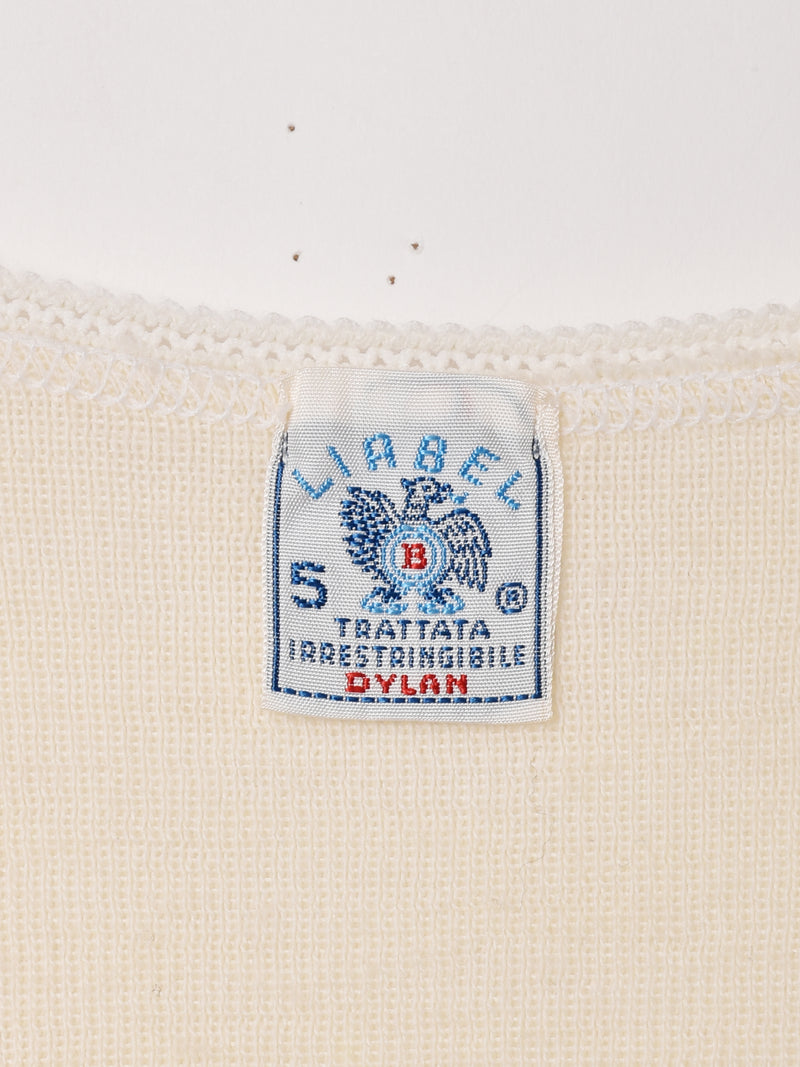 LIABEL
B
5 ®
TRATTATA
IRRESTRINGIBILE
DYLAN